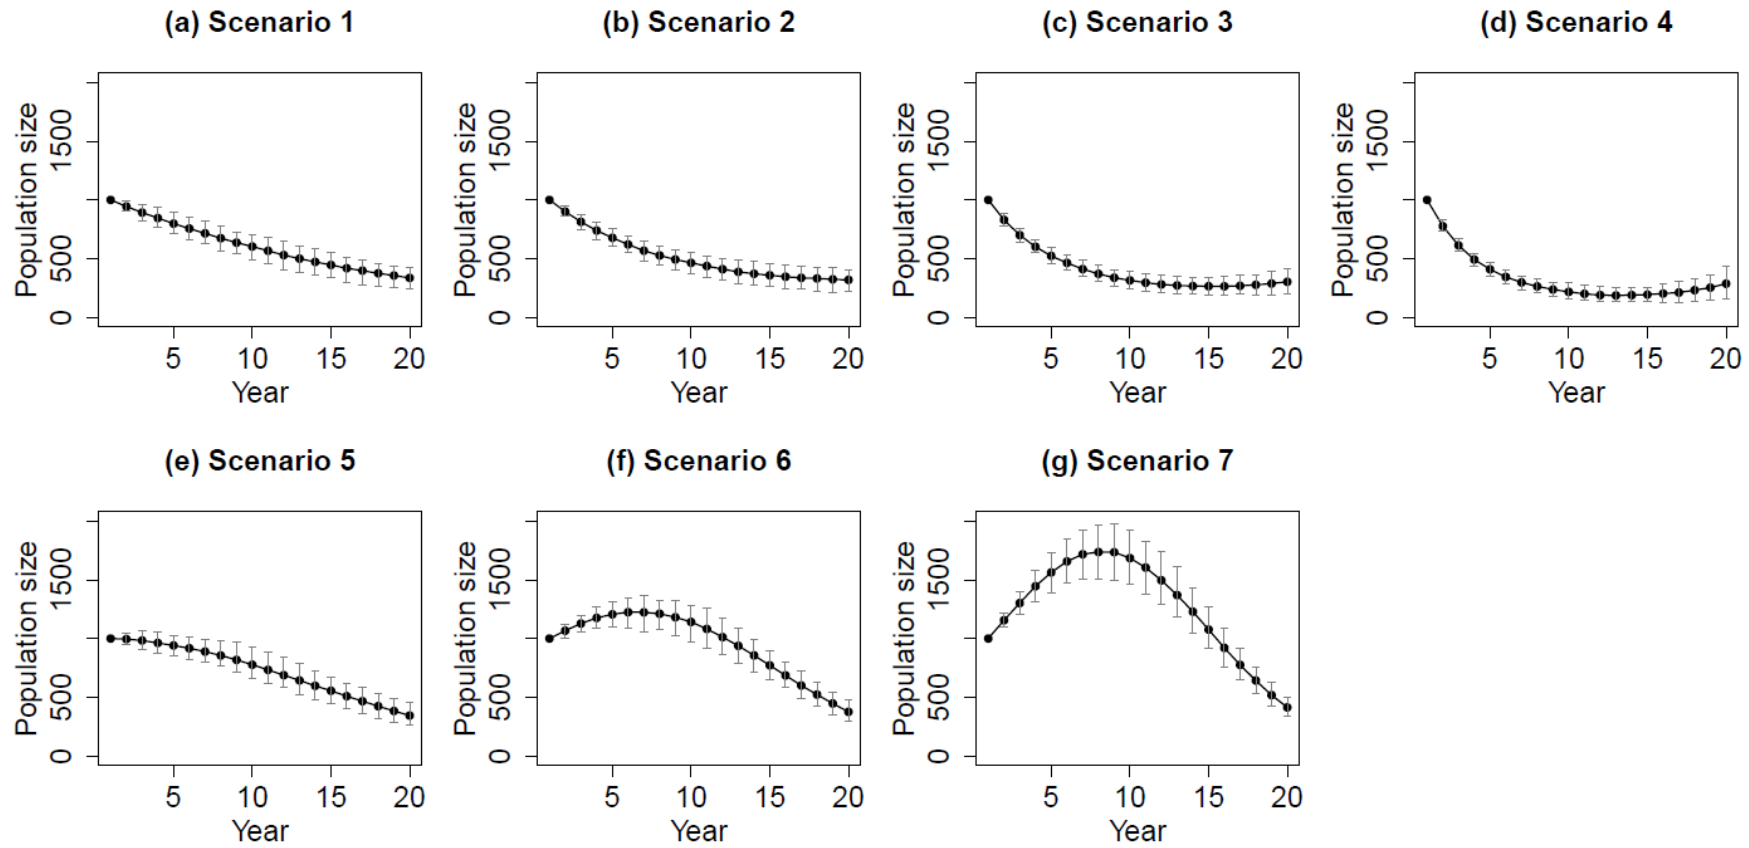 (a) Scenario 1
Population size
0 500 1500
5 10 15 20
Year
(b) Scenario 2
Population size
0 500 1500
5 10 15 20
Year
(c) Scenario 3
Population size
0 500 1500
5 10 15 20
Year
(d) Scenario 4
Population size
0 500 1500
5 10 15 20
Year
(e) Scenario 5
Population size
0 500 1500
5 10 15 20
Year
(f) Scenario 6
Population size
0 500 1500
5 10 15 20
Year
(g) Scenario 7
Population size
0 500 1500
5 10 15 20
Year